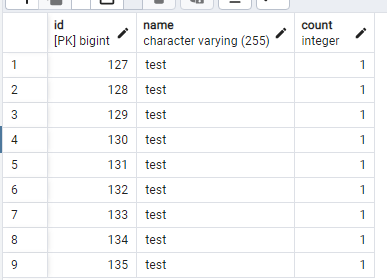 id name count
[PK] bigint character varying (255) integer
1 127 test 1
2 128 test 1
3 129 test 1
4 130 test 1
5 131 test 1
6 132 test 1
7 133 test 1
8 134 test 1
9 135 test 1